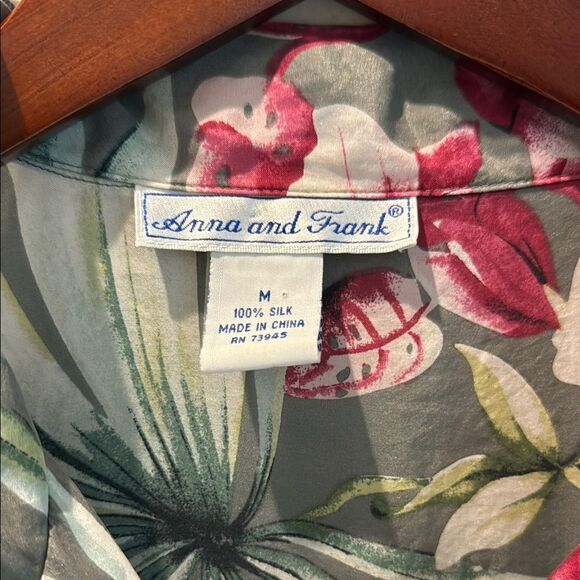 Anna and Frank®
M
100% SILK
MADE IN CHINA
RN 73945